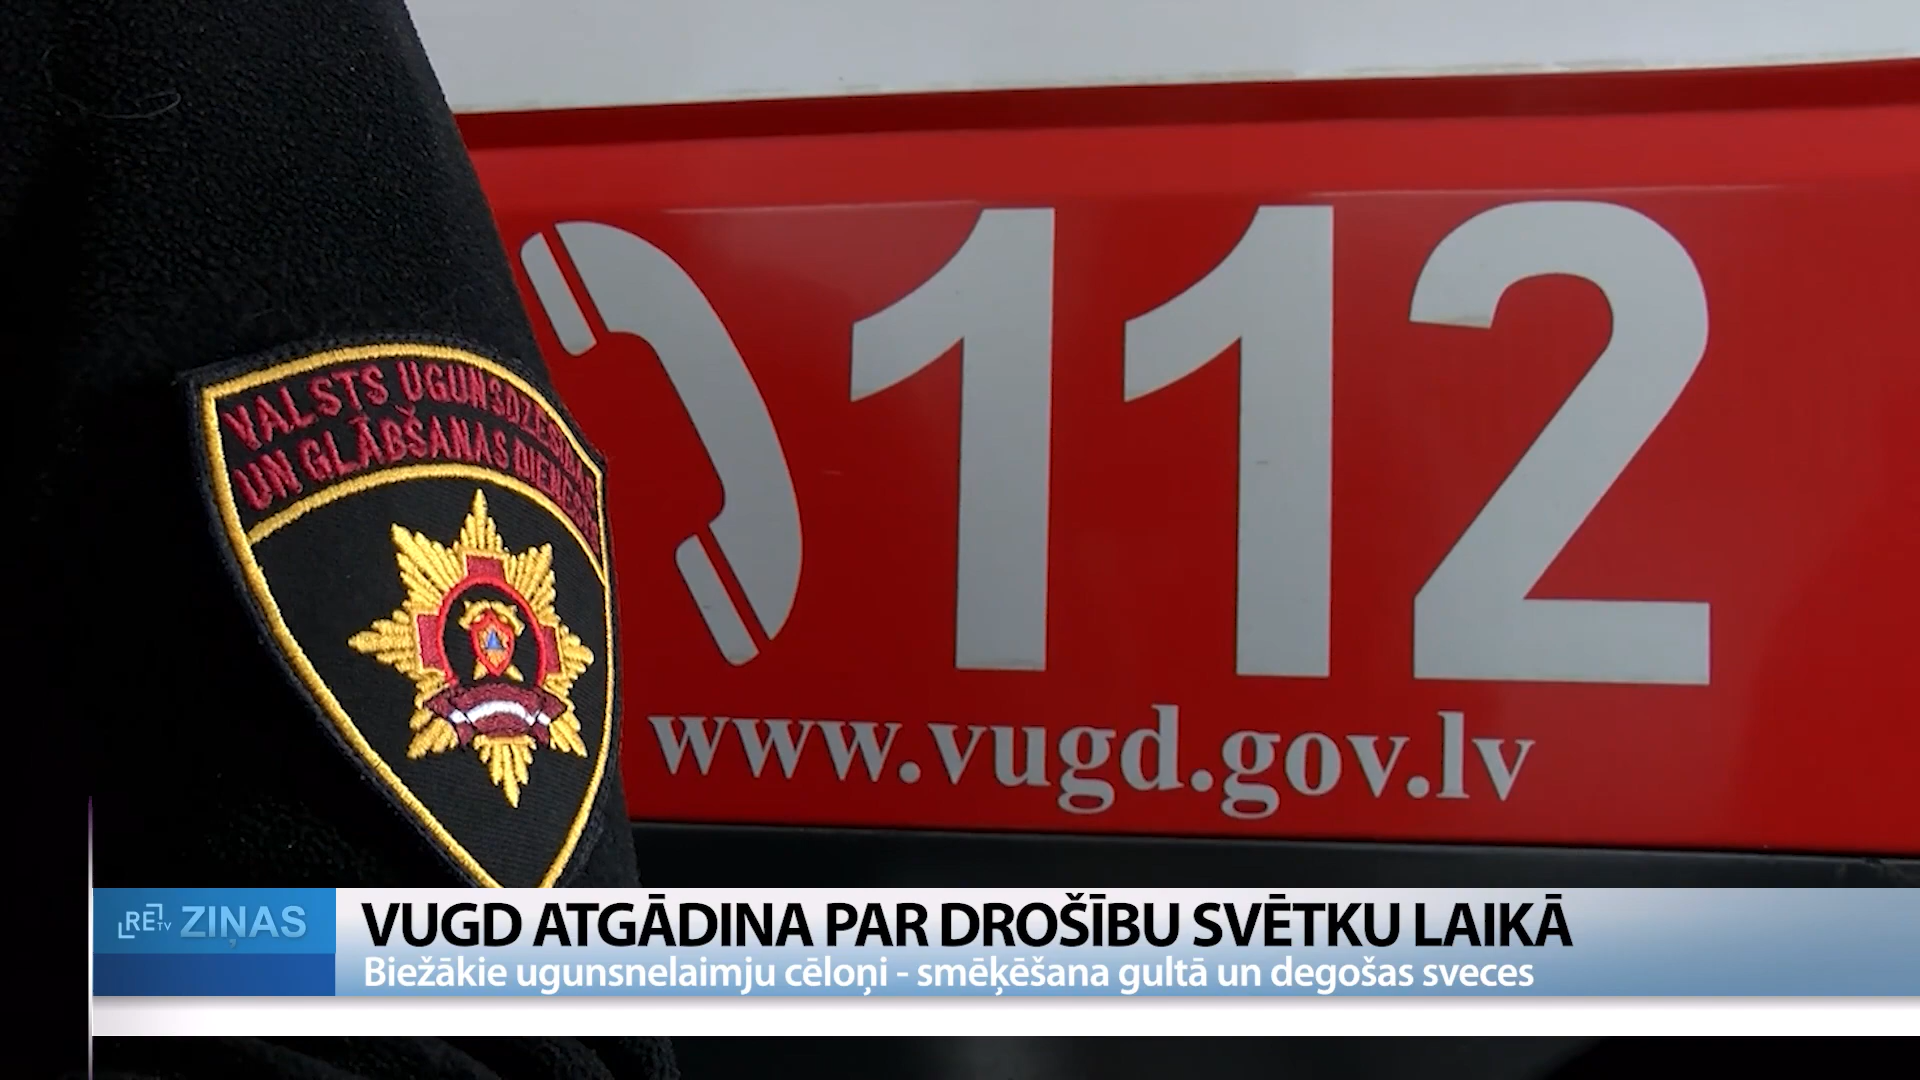 112
www.vugd.gov.lv
VALSTS UGUNSDZĒSĪBAS
UN GLĀBŠANAS DIENESTS
RE TV ZIŅAS
VUGD ATGĀDINA PAR DROŠĪBU SVĒTKU LAIKĀ
Biežākie ugunsnelaimju cēloņi - smēķēšana gultā un degošas sveces